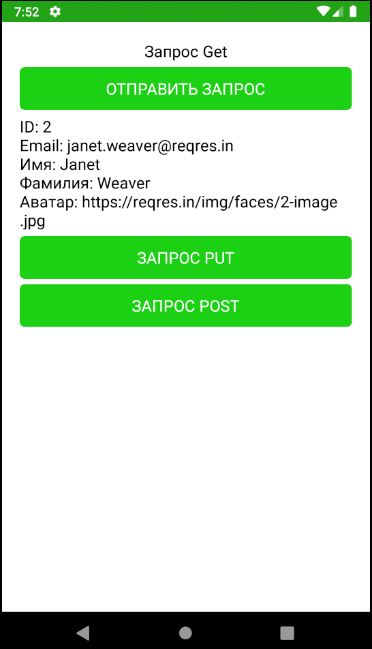 7:52
Запрос Get
ОТПРАВИТЬ ЗАПРОС
ID: 2
Email: janet.weaver@reqres.in
Имя: Janet
Фамилия: Weaver
Аватар: https://reqres.in/img/faces/2-image
.jpg
ЗАПРОС PUT
ЗАПРОС POST